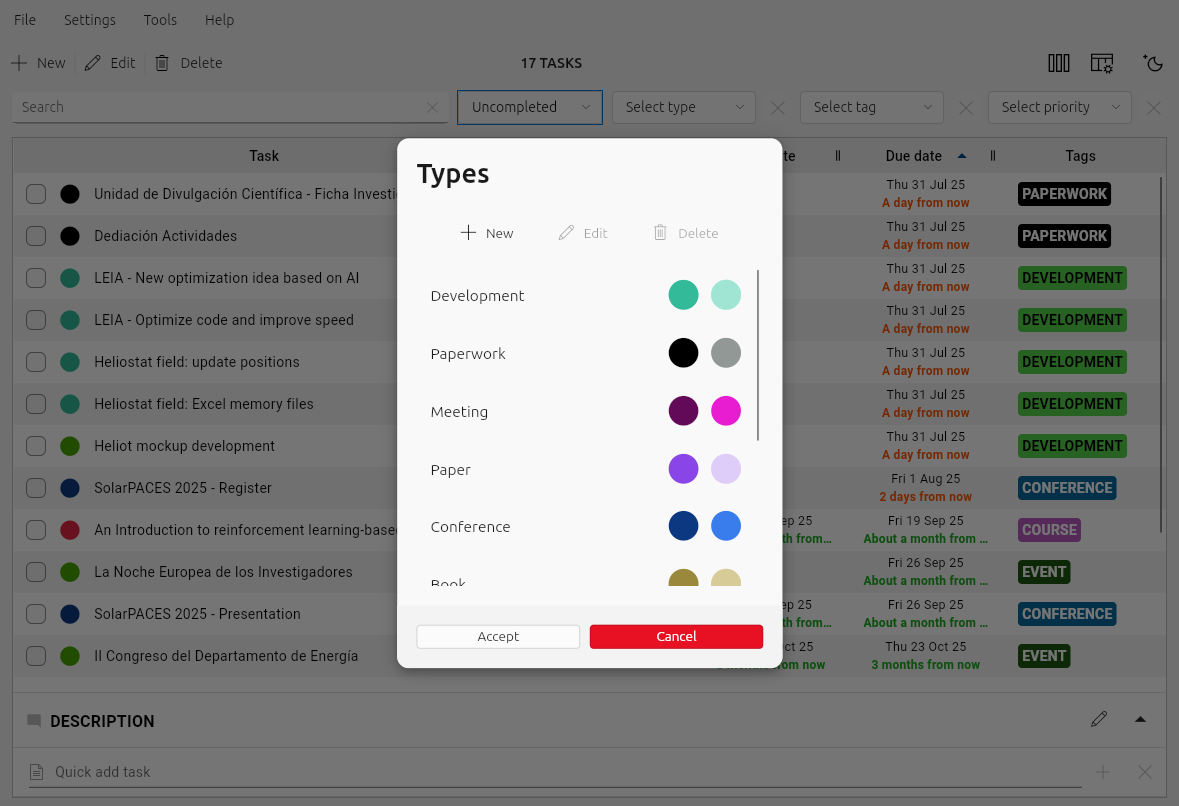 File Settings Tools Help
New Edit Delete 17 TASKS
Search Uncompleted Select type Select tag Select priority
Task Due date Tags
Types
New Edit Delete
Development
Paperwork
Meeting
Paper
Conference
Book
Accept Cancel
Unidad de Divulgación Científica - Ficha Investi Thu 31 Jul 25 PAPERWORK
A day from now
Dediación Actividades Thu 31 Jul 25 PAPERWORK
A day from now
LEIA - New optimization idea based on AI Thu 31 Jul 25 DEVELOPMENT
A day from now
LEIA - Optimize code and improve speed Thu 31 Jul 25 DEVELOPMENT
A day from now
Heliostat field: update positions Thu 31 Jul 25 DEVELOPMENT
A day from now
Heliostat field: Excel memory files Thu 31 Jul 25 DEVELOPMENT
A day from now
Heliot mockup development Thu 31 Jul 25 DEVELOPMENT
A day from now
SolarPACES 2025 - Register Fri 1 Aug 25 CONFERENCE
2 days from now
An Introduction to reinforcement learning-base 25 Fri 19 Sep 25 COURSE
from... About a month from ...
La Noche Europea de los Investigadores Fri 26 Sep 25 EVENT
About a month from ...
SolarPACES 2025 - Presentation 25 Fri 26 Sep 25 CONFERENCE
from... About a month from ...
II Congreso del Departamento de Energía 25 Thu 23 Oct 25 EVENT
now 3 months from now
DESCRIPTION
Quick add task